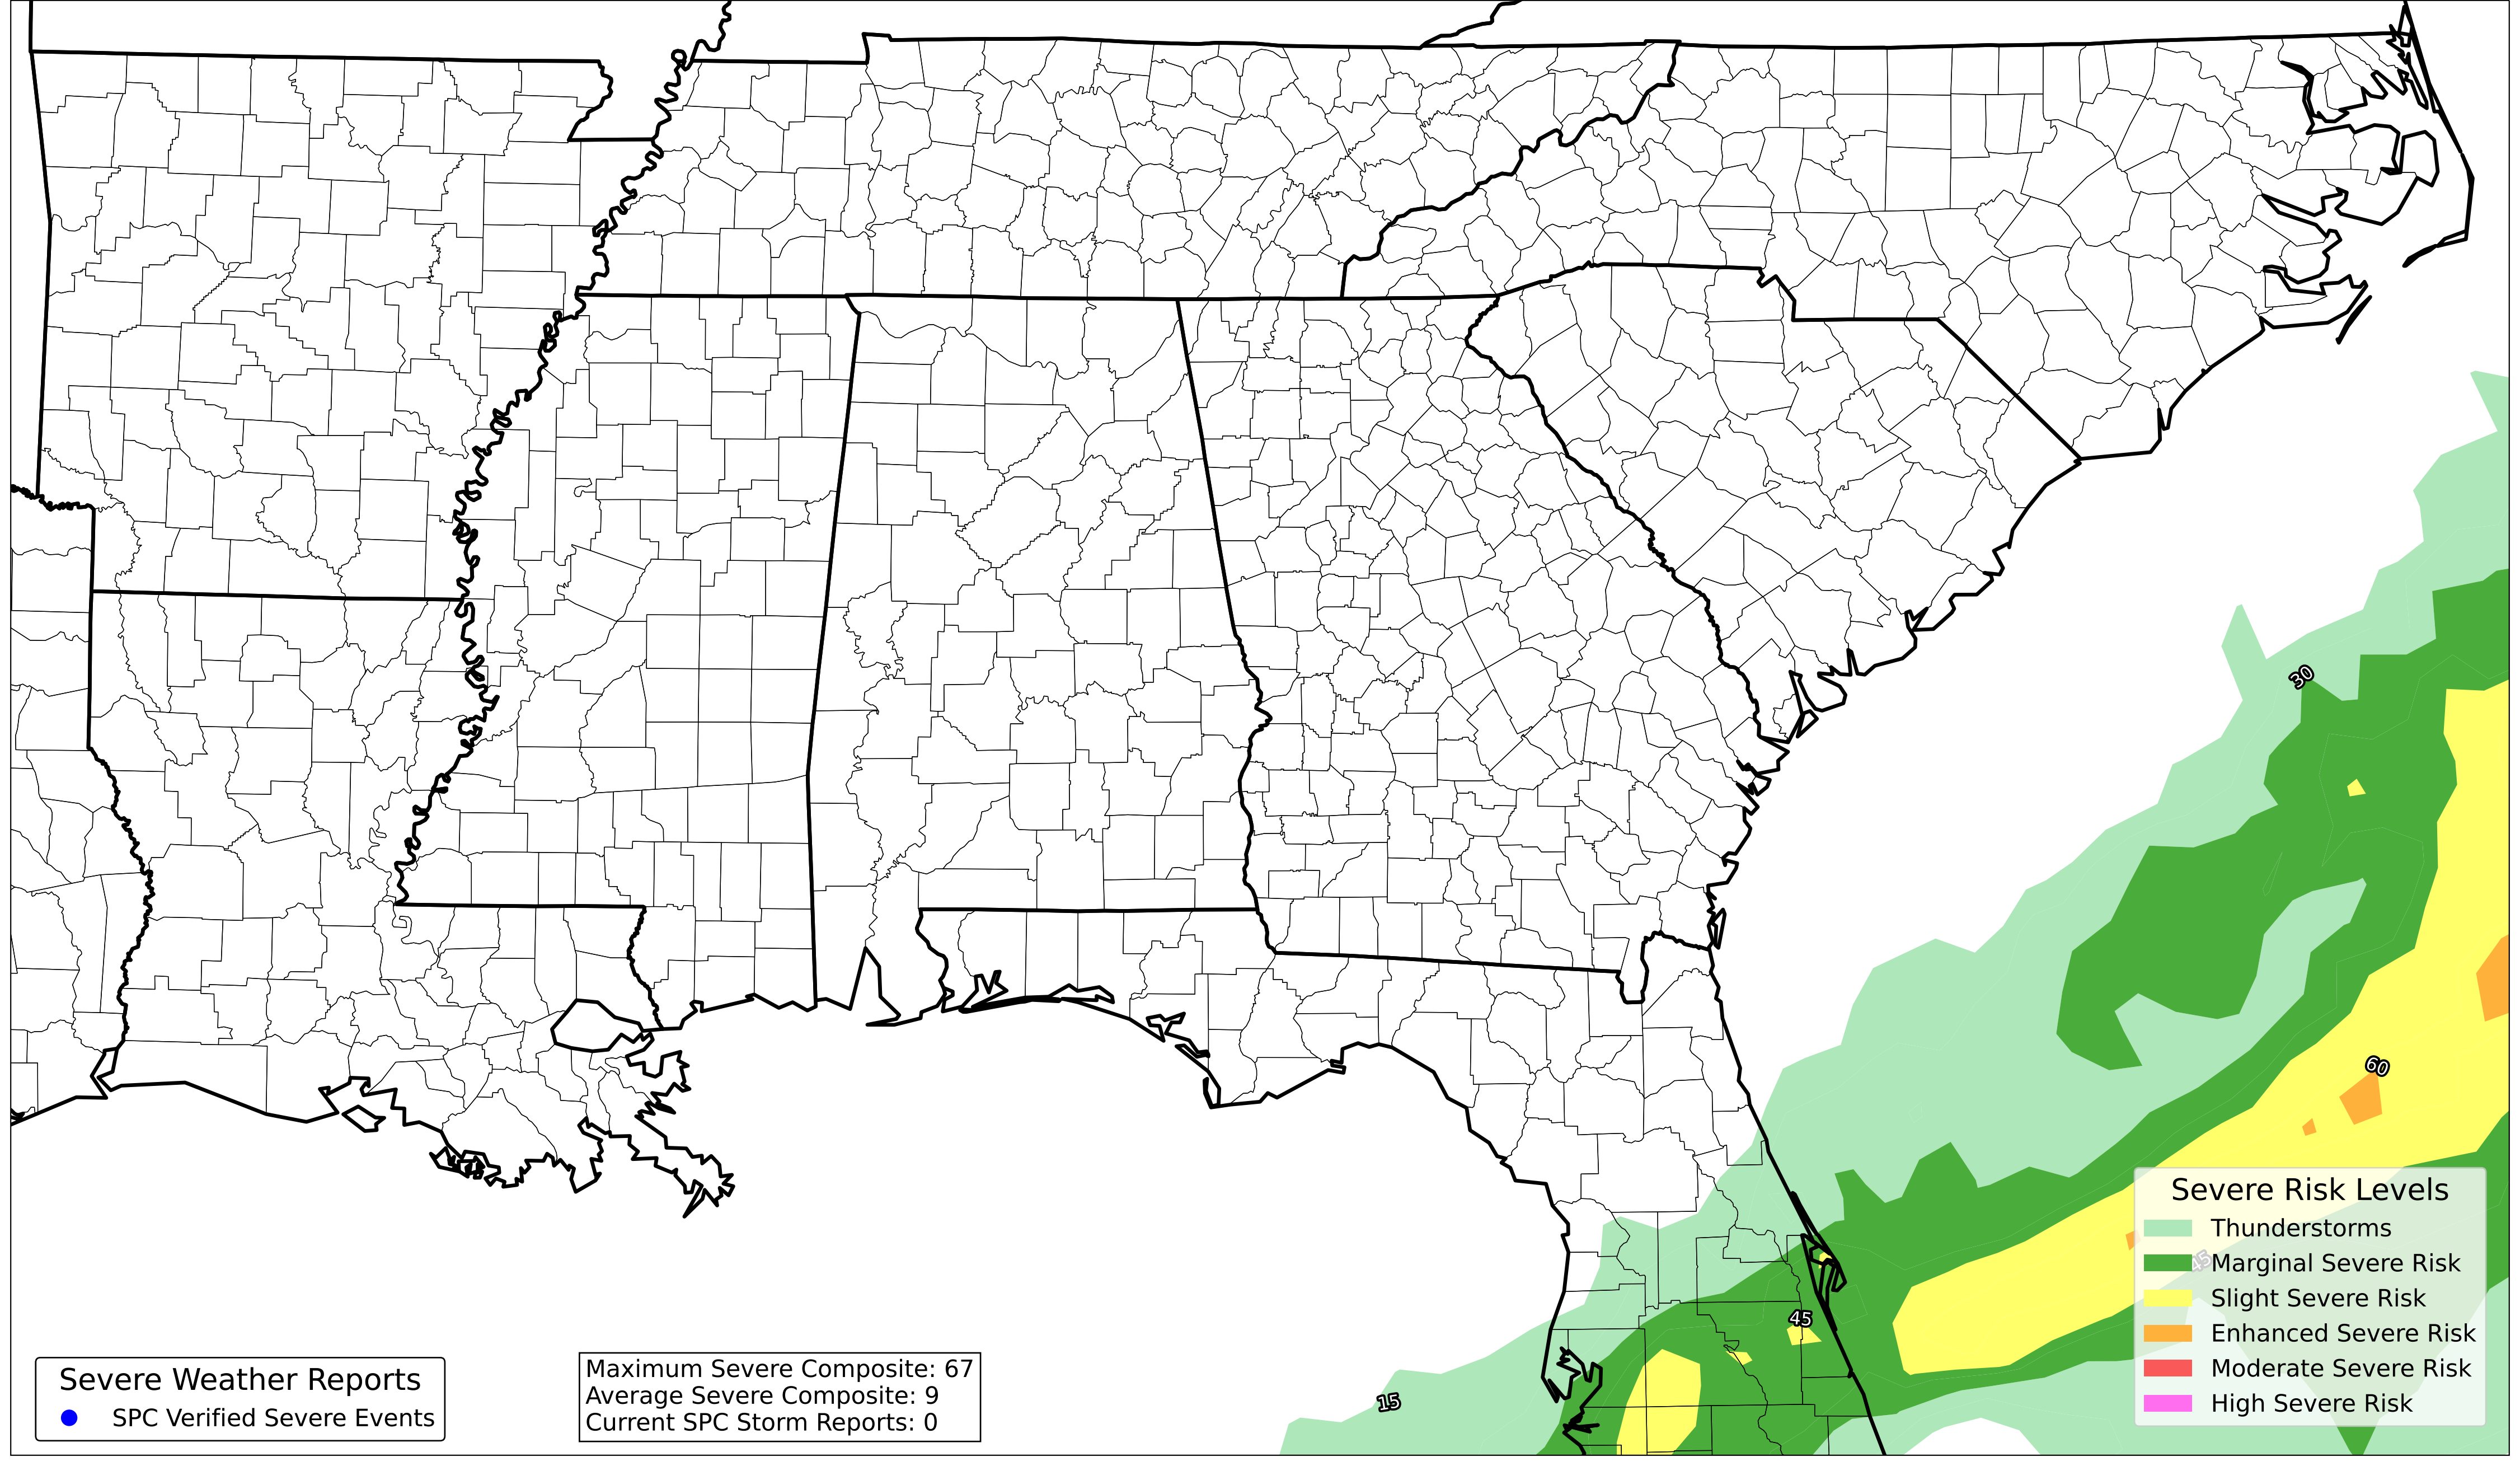 30
60
45
45
15
Severe Risk Levels
Thunderstorms
Marginal Severe Risk
Slight Severe Risk
Enhanced Severe Risk
Moderate Severe Risk
High Severe Risk
Severe Weather Reports
SPC Verified Severe Events
Maximum Severe Composite: 67
Average Severe Composite: 9
Current SPC Storm Reports: 0